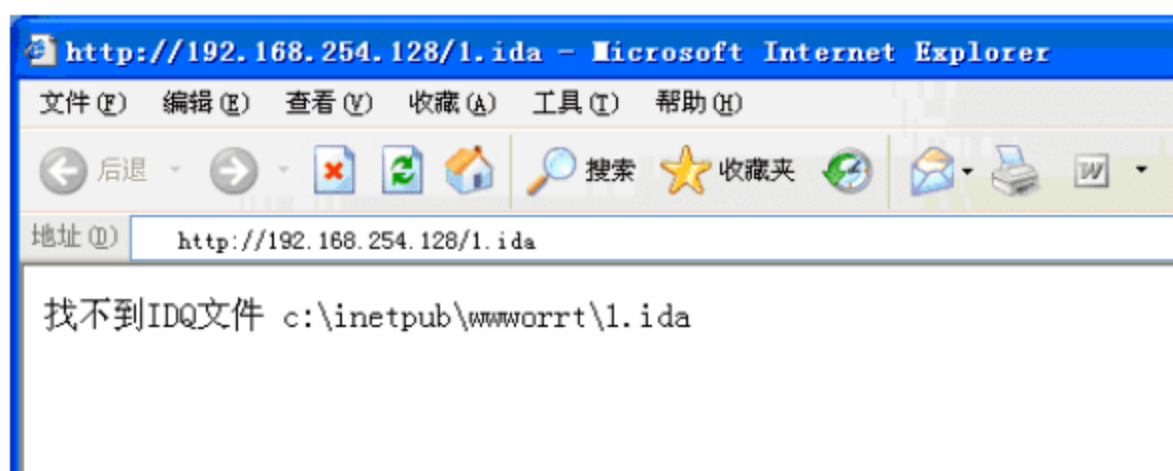 http://192.168.254.128/1.ida - Microsoft Internet Explorer
文件(F) 编辑(E) 查看(V) 收藏(A) 工具(T) 帮助(H)
后退 搜索 收藏夹 W
地址(D) http://192.168.254.128/1.ida
找不到IDQ文件 c:\inetpub\wwworrt\1.ida